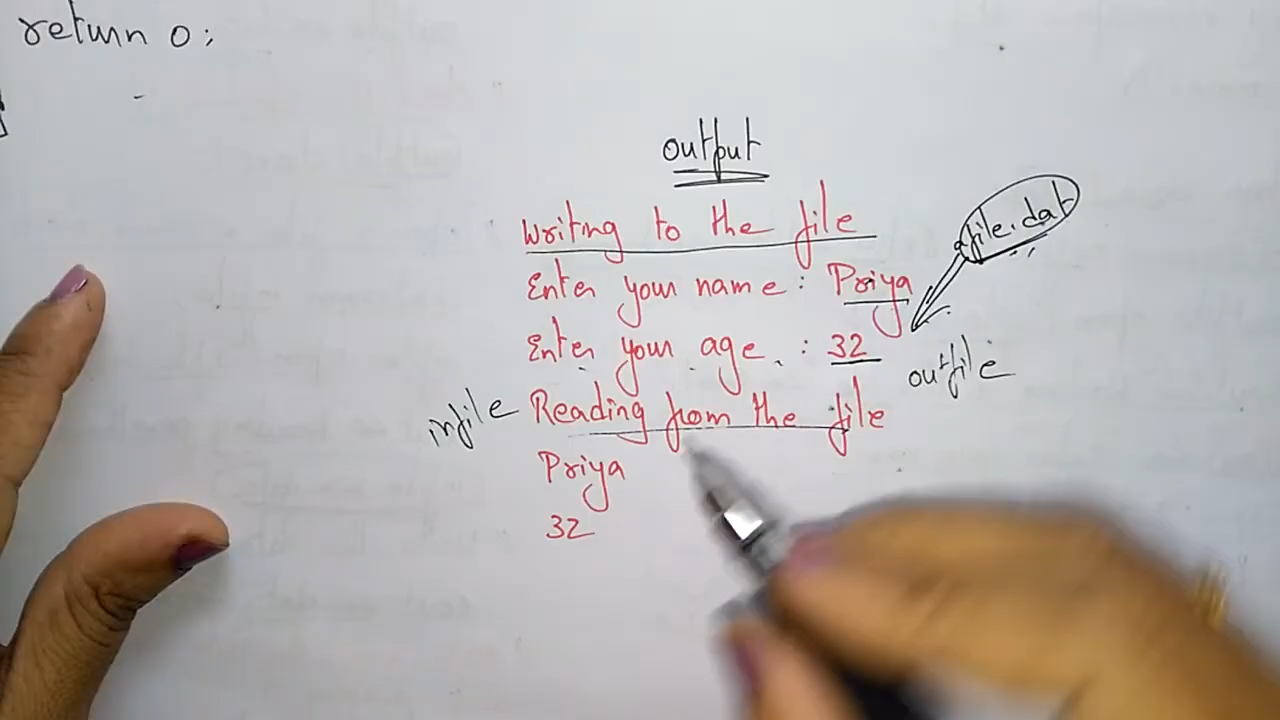 return 0;
output
Writing to the file
afile.dat
Enter your name : Priya
Enter your age . : 32
outfile
infile Reading from the file
Priya
32